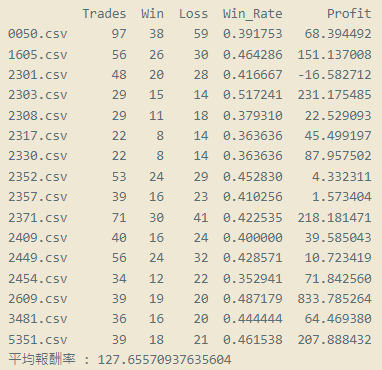 Trades Win Loss Win_Rate Profit
0050.csv 97 38 59 0.391753 68.394492
1605.csv 56 26 30 0.464286 151.137008
2301.csv 48 20 28 0.416667 -16.582712
2303.csv 29 15 14 0.517241 231.175485
2308.csv 29 11 18 0.379310 22.529093
2317.csv 22 8 14 0.363636 45.499197
2330.csv 22 8 14 0.363636 87.957502
2352.csv 53 24 29 0.452830 4.332311
2357.csv 39 16 23 0.410256 1.573404
2371.csv 71 30 41 0.422535 218.181471
2409.csv 40 16 24 0.400000 39.585043
2449.csv 56 24 32 0.428571 10.723419
2454.csv 34 12 22 0.352941 71.842560
2609.csv 39 19 20 0.487179 833.785264
3481.csv 36 16 20 0.444444 64.469380
5351.csv 39 18 21 0.461538 207.888432
平均報酬率 : 127.65570937635604